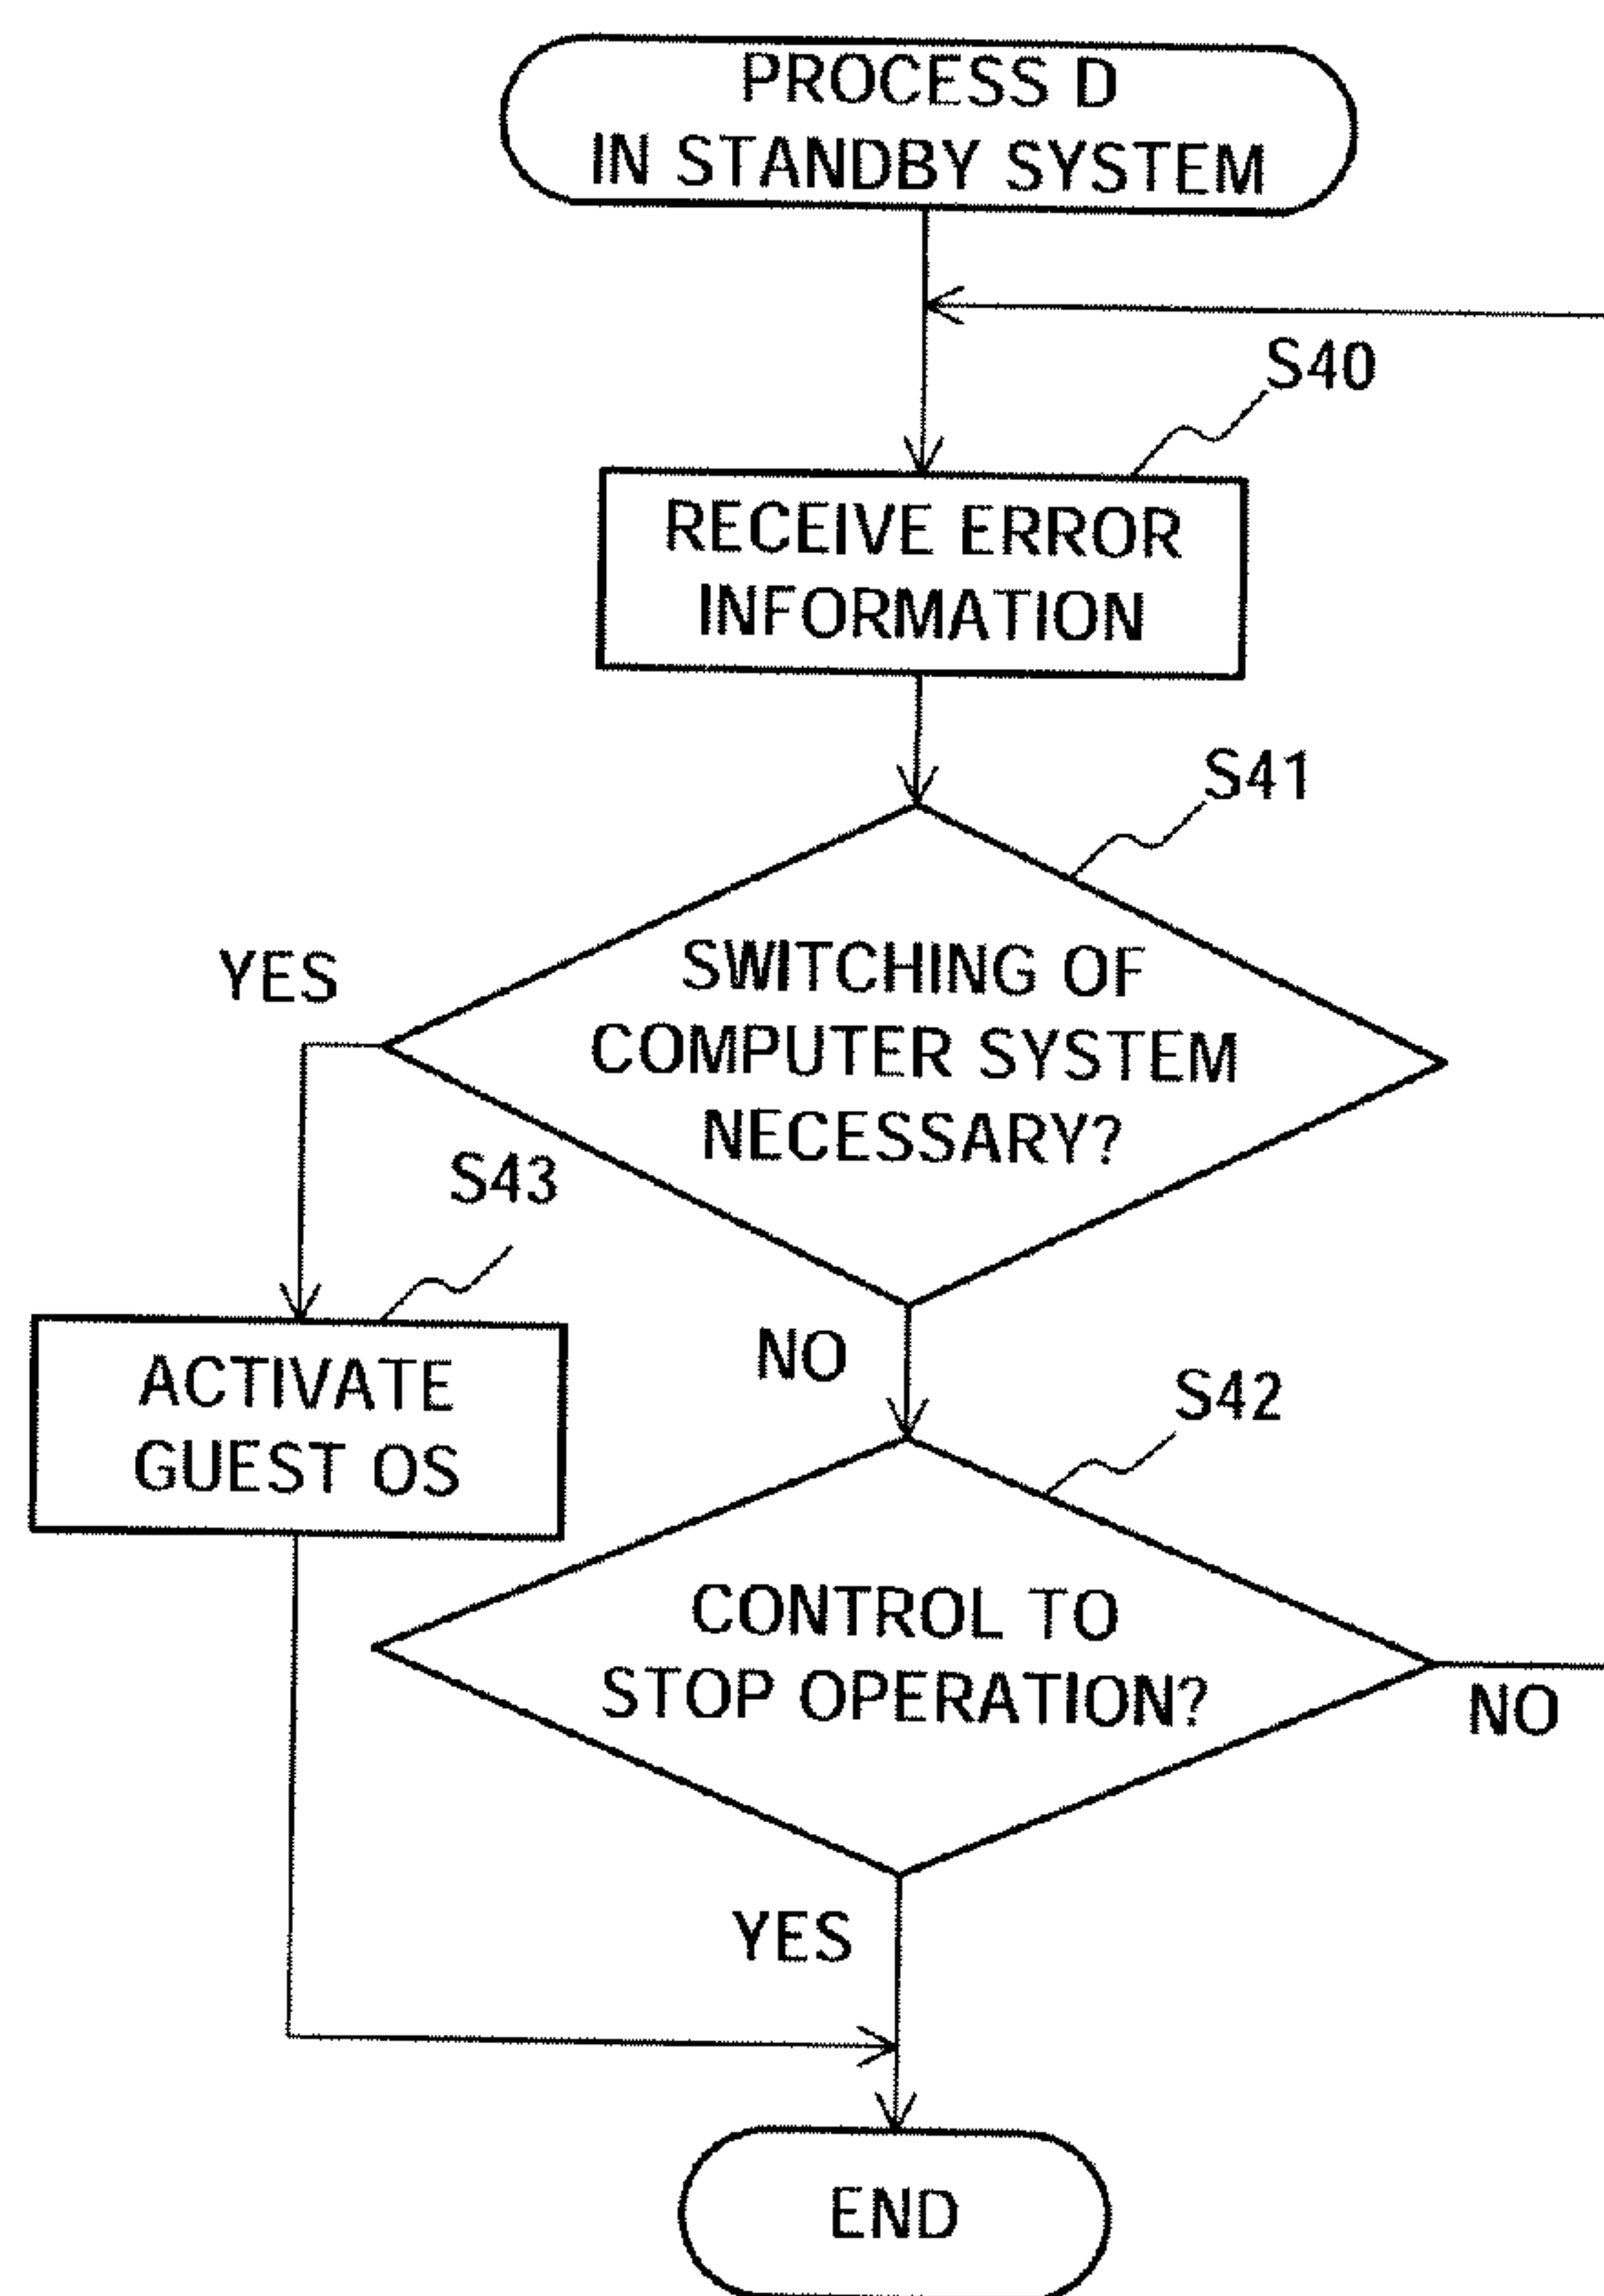 PROCESS D
IN STANDBY SYSTEM
S40
RECEIVE ERROR
INFORMATION
S41
SWITCHING OF
COMPUTER SYSTEM
NECESSARY?
YES
S43
NO
ACTIVATE
GUEST OS
S42
CONTROL TO
STOP OPERATION?
NO
YES
END